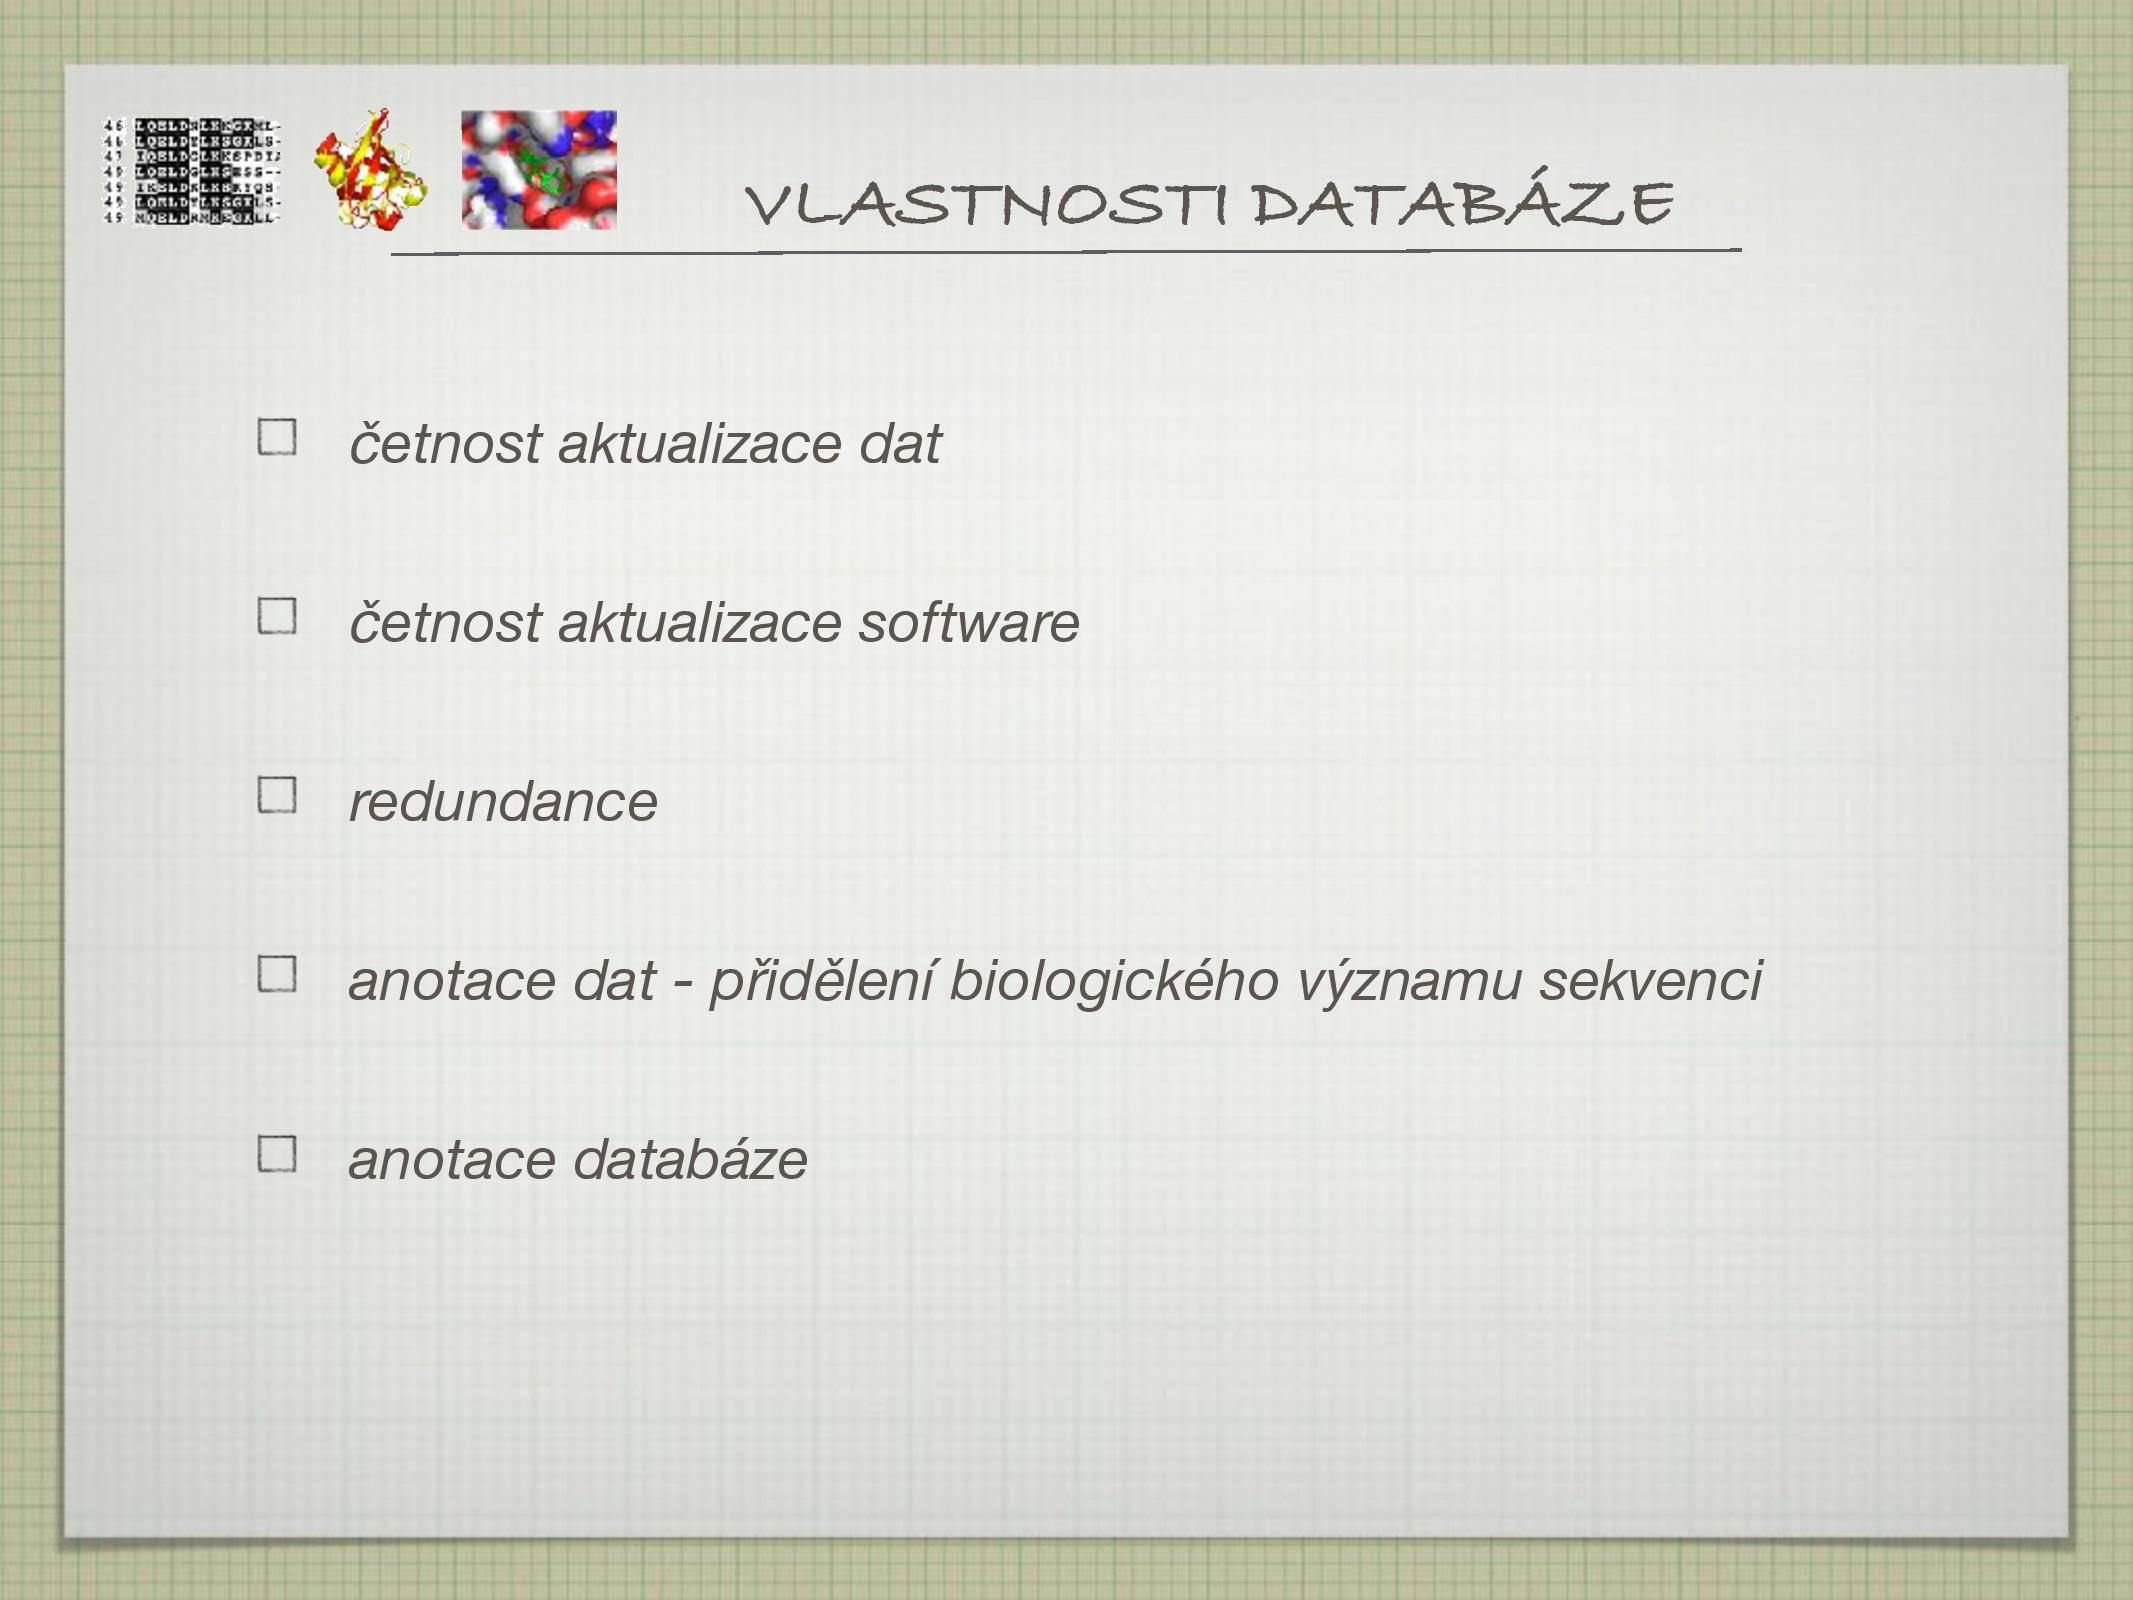 VLASTNOSTI DATABÁZE
četnost aktualizace dat
četnost aktualizace software
redundance
anotace dat - přidělení biologického významu sekvenci
anotace databáze